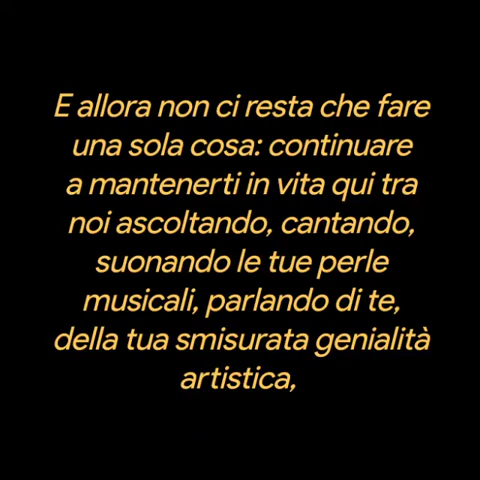 E allora non ci resta che fare
una sola cosa: continuare
a mantenerti in vita qui tra
noi ascoltando, cantando,
suonando le tue perle
musicali, parlando di te,
della tua smisurata genialità
artistica,